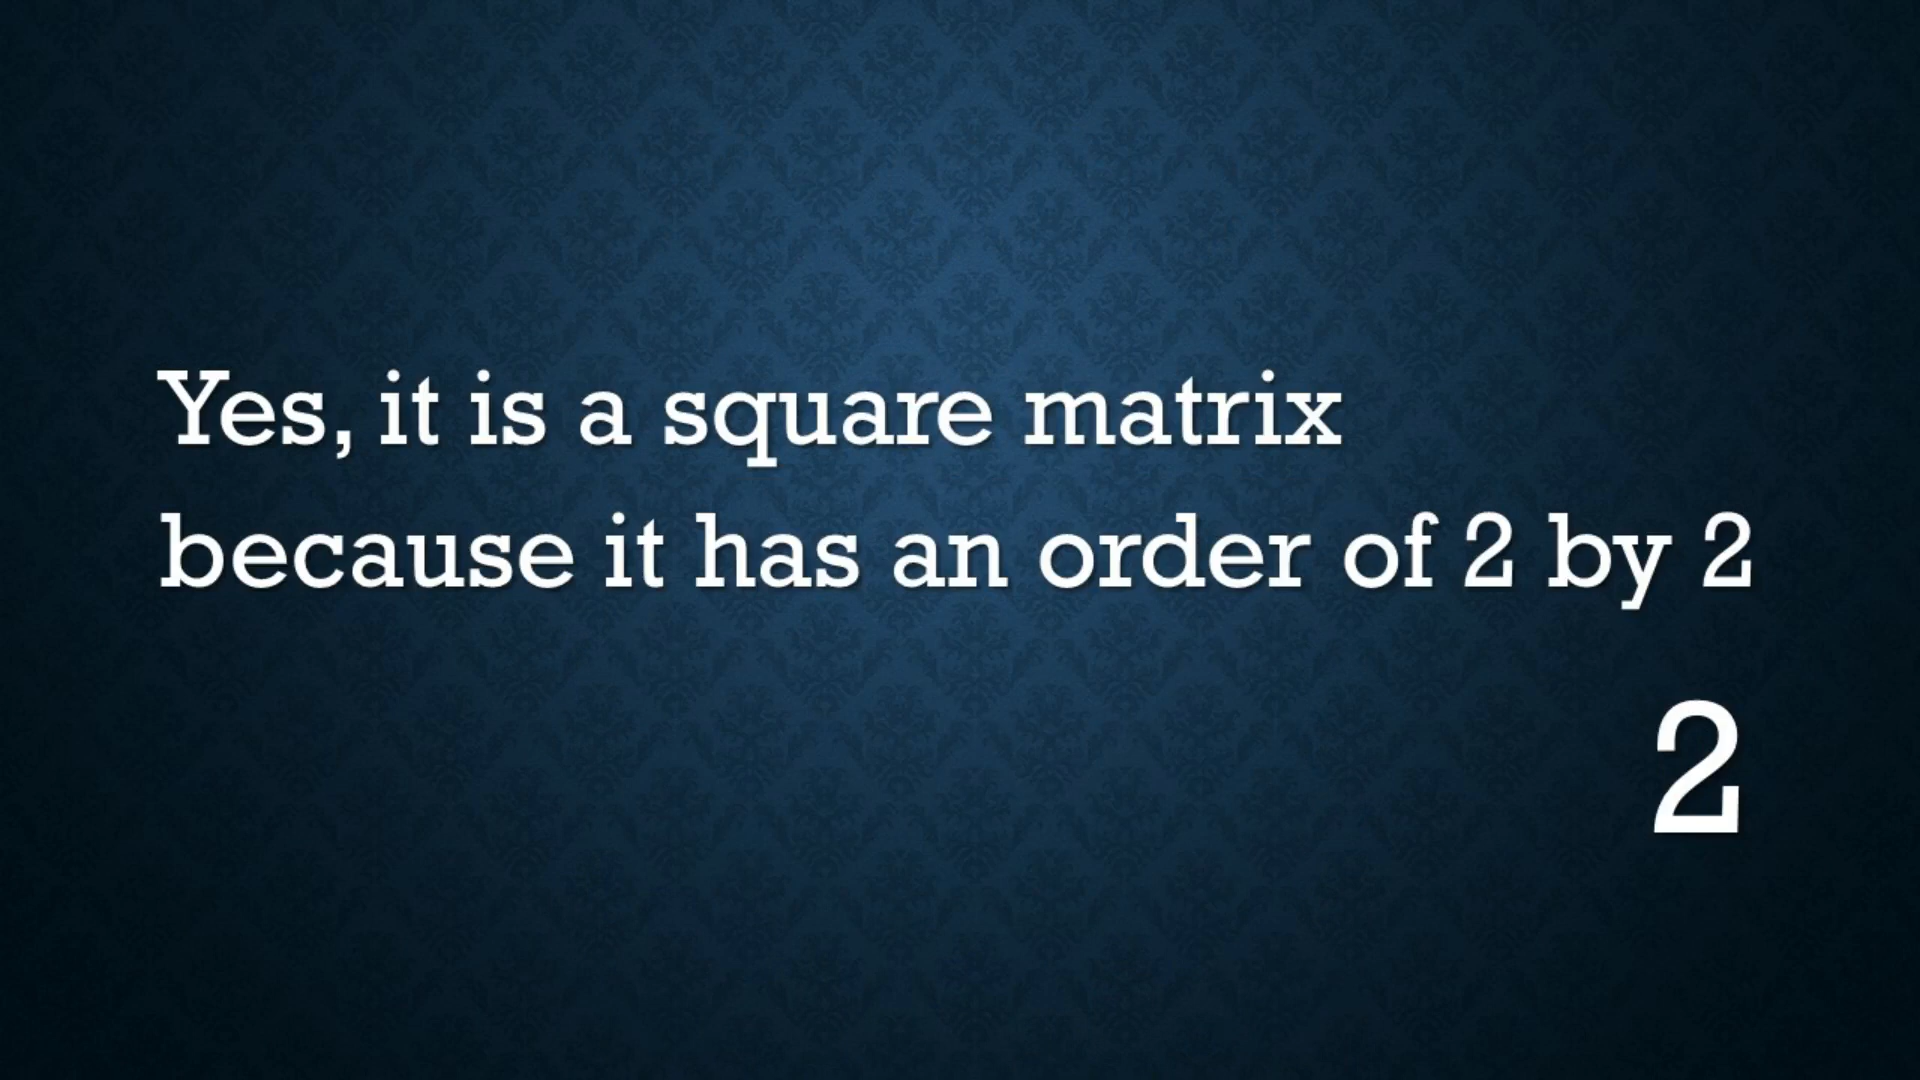 Yes, it is a square matrix
because it has an order of 2 by 2
2